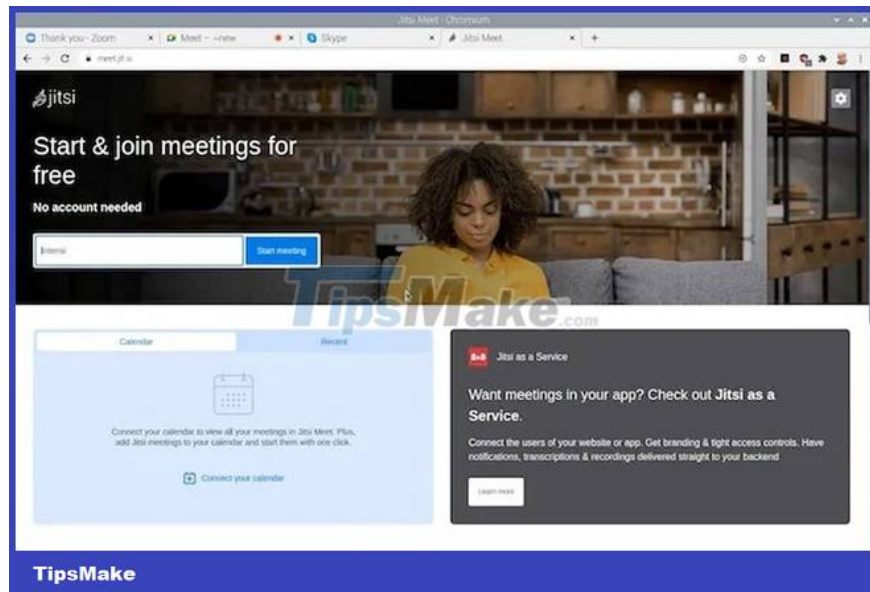 Jitsi Meet - Chromium
Thank you - Zoom
Meet - -new
Skype
Jitsi Meet
meet.jit.si
jitsi
Start & join meetings for
free
No account needed
Start meeting
TipsMake.com
Calendar
Recent
Connect your calendar to view all your meetings in Jitsi Meet. Plus,
add Jitsi meetings to your calendar and start them with one click.
Connect your calendar
8x8
Jitsi as a Service
Want meetings in your app? Check out Jitsi as a
Service.
Connect the users of your website or app. Get branding & tight access controls. Have
notifications, transcriptions & recordings delivered straight to your backend
Learn more
TipsMake